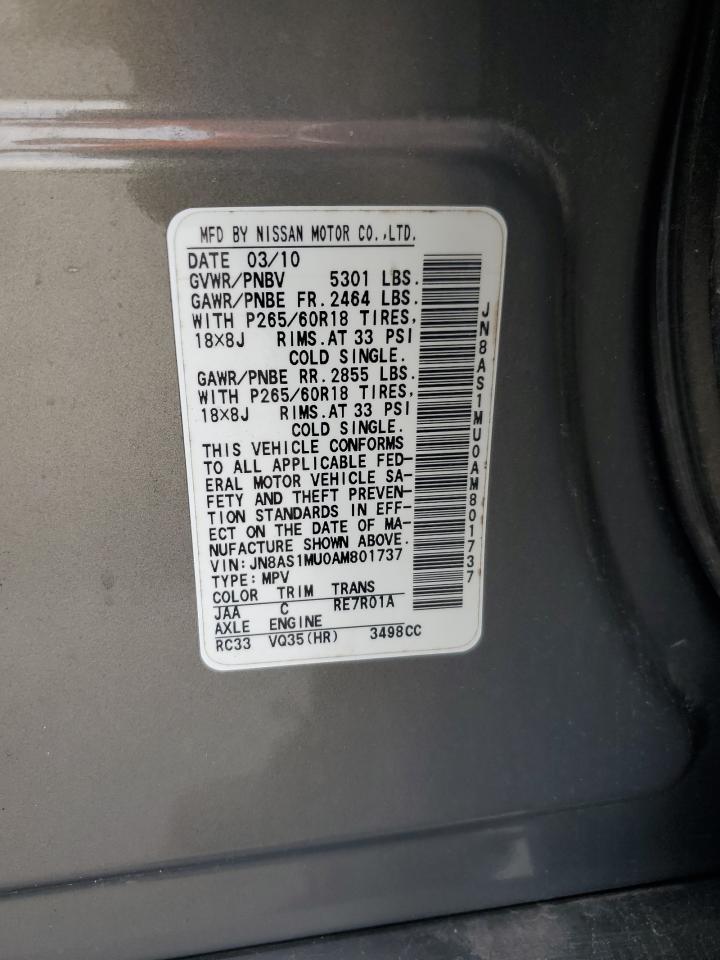 MFD BY NISSAN MOTOR CO.,LTD.
DATE 03/10
GVWR/PNBV 5301 LBS.
GAWR/PNBE FR. 2464 LBS.
WITH P265/60R18 TIRES,
18X8J RIMS.AT 33 PSI
COLD SINGLE.
GAWR/PNBE RR. 2855 LBS.
WITH P265/60R18 TIRES,
18X8J RIMS.AT 33 PSI
COLD SINGLE.
THIS VEHICLE CONFORMS
TO ALL APPLICABLE FED-
ERAL MOTOR VEHICLE SA-
FETY AND THEFT PREVEN-
TION STANDARDS IN EFF-
ECT ON THE DATE OF MA-
NUFACTURE SHOWN ABOVE.
VIN:JN8AS1MU0AM801737
TYPE:MPV
COLOR TRIM TRANS
JAA C RE7R01A
AXLE ENGINE
RC33 VQ35(HR) 3498CC
JN8AS1MU0AM801737